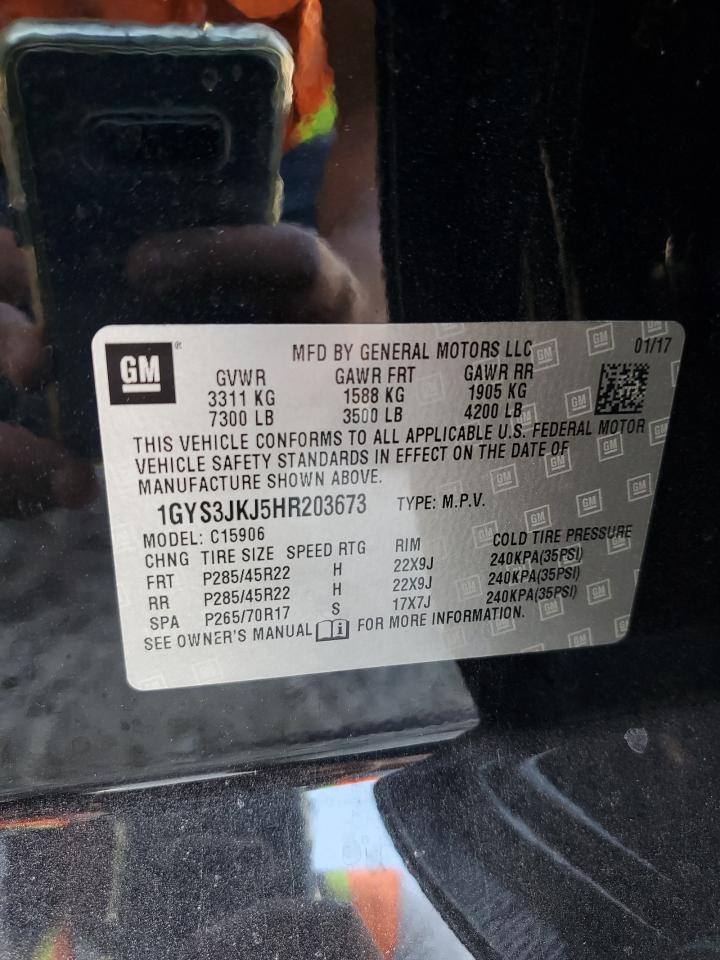 GM
MFD BY GENERAL MOTORS LLC 01/17
GVWR GAWR FRT GAWR RR
3311 KG 1588 KG 1905 KG
7300 LB 3500 LB 4200 LB
THIS VEHICLE CONFORMS TO ALL APPLICABLE U.S. FEDERAL MOTOR
VEHICLE SAFETY STANDARDS IN EFFECT ON THE DATE OF
MANUFACTURE SHOWN ABOVE.
1GYS3JKJ5HR203673 TYPE: M.P.V.
MODEL: C15906
CHNG TIRE SIZE SPEED RTG RIM COLD TIRE PRESSURE
FRT P285/45R22 H 22X9J 240KPA(35PSI)
RR P285/45R22 H 22X9J 240KPA(35PSI)
SPA P265/70R17 S 17X7J 240KPA(35PSI)
SEE OWNER'S MANUAL FOR MORE INFORMATION.